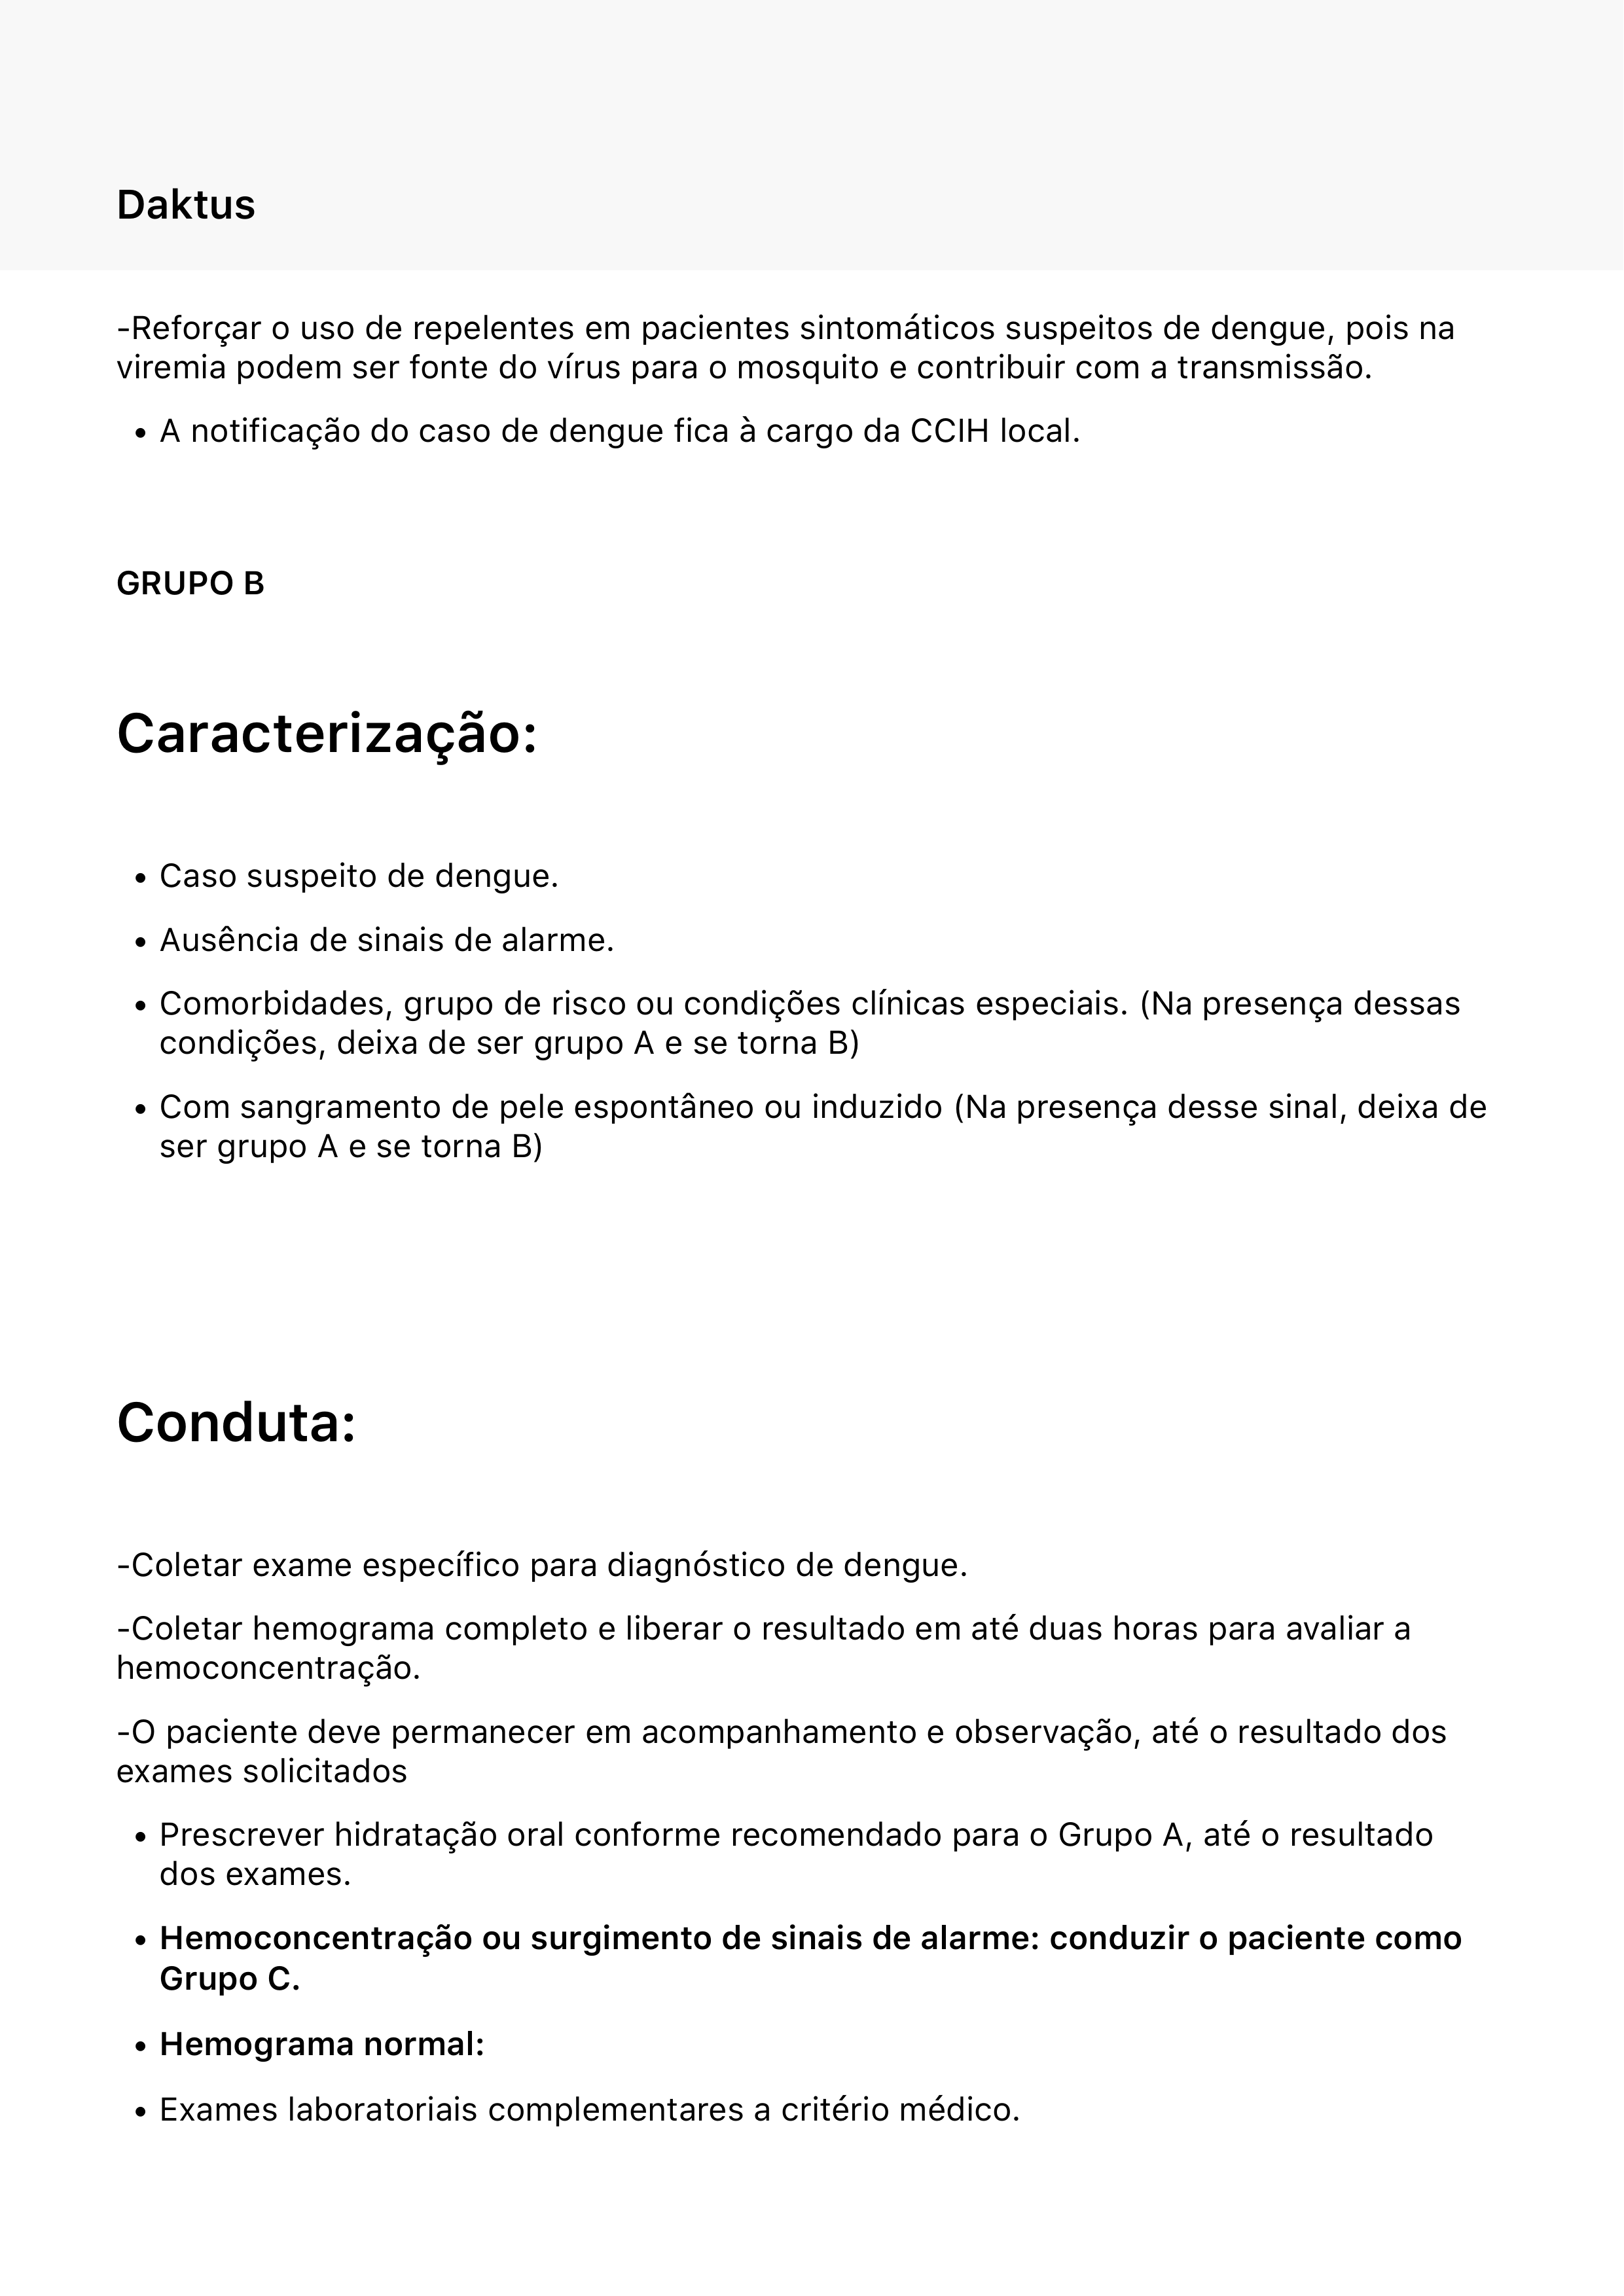 Daktus
-Reforçar o uso de repelentes em pacientes sintomáticos suspeitos de dengue, pois na
viremia podem ser fonte do vírus para o mosquito e contribuir com a transmissão.
• A notificação do caso de dengue fica à cargo da CCIH local.
GRUPO B
Caracterização:
• Caso suspeito de dengue.
• Ausência de sinais de alarme.
• Comorbidades, grupo de risco ou condições clínicas especiais. (Na presença dessas
condições, deixa de ser grupo A e se torna B)
• Com sangramento de pele espontâneo ou induzido (Na presença desse sinal, deixa de
ser grupo A e se torna B)
Conduta:
-Coletar exame específico para diagnóstico de dengue.
-Coletar hemograma completo e liberar o resultado em até duas horas para avaliar a
hemoconcentração.
-O paciente deve permanecer em acompanhamento e observação, até o resultado dos
exames solicitados
• Prescrever hidratação oral conforme recomendado para o Grupo A, até o resultado
dos exames.
• Hemoconcentração ou surgimento de sinais de alarme: conduzir o paciente como
Grupo C.
• Hemograma normal:
• Exames laboratoriais complementares a critério médico.